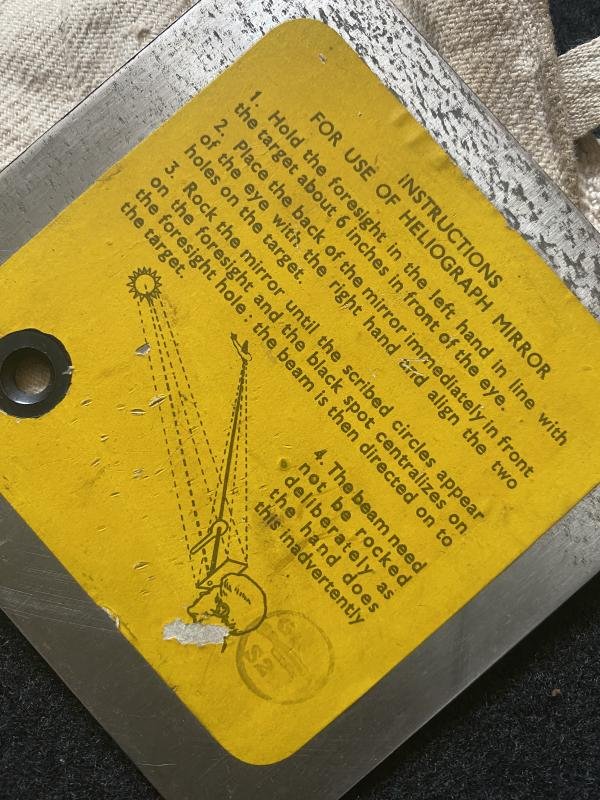 INSTRUCTIONS
FOR USE OF HELIOGRAPH MIRROR
1. Hold the foresight in the left hand in line with
the target about 6 inches in front of the eye.
2. Place the back of the mirror immediately in front
of the eye with the right hand and align the two
holes on the target.
3. Rock the mirror until the scribed circles appear
on the foresight and the black spot centralizes on
the foresight hole : the beam is then directed on to
the target.
4. The beam need
not be rocked
deliberately as
the hand does
this inadvertently
S2